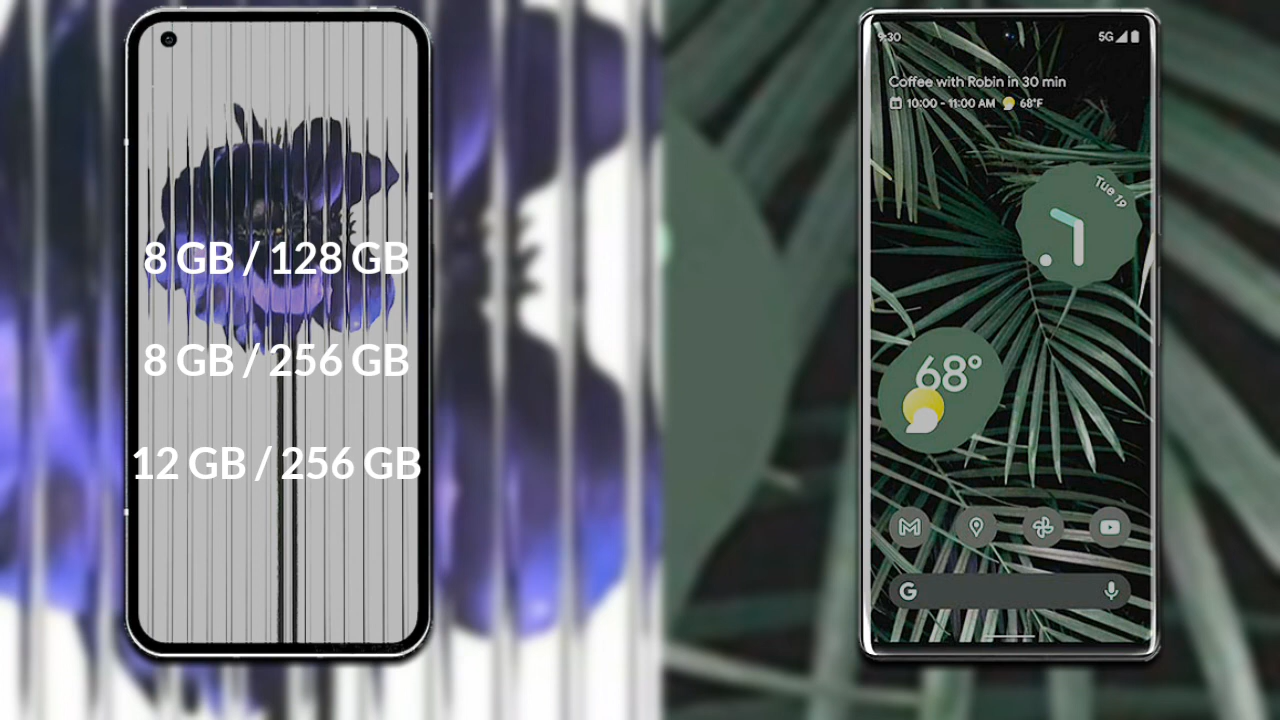 8 GB / 128 GB
8 GB / 256 GB
12 GB / 256 GB
9:30
5G
Coffee with Robin in 30 min
10:00 - 11:00 AM 68°F
Tue 19
68°
G